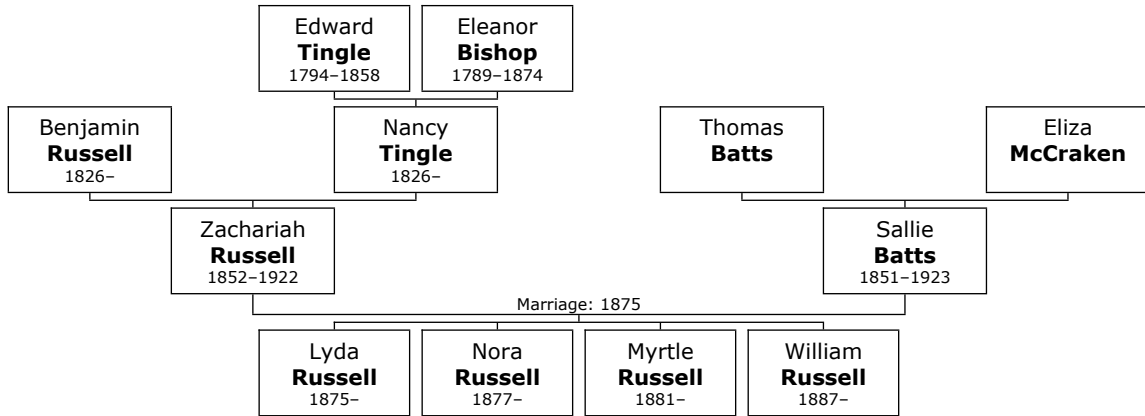 Edward
Tingle
1794–1858
Eleanor
Bishop
1789–1874
Benjamin
Russell
1826–
Nancy
Tingle
1826–
Thomas
Batts
Eliza
McCraken
Zachariah
Russell
1852–1922
Sallie
Batts
1851–1923
Marriage: 1875
Lyda
Russell
1875–
Nora
Russell
1877–
Myrtle
Russell
1881–
William
Russell
1887–